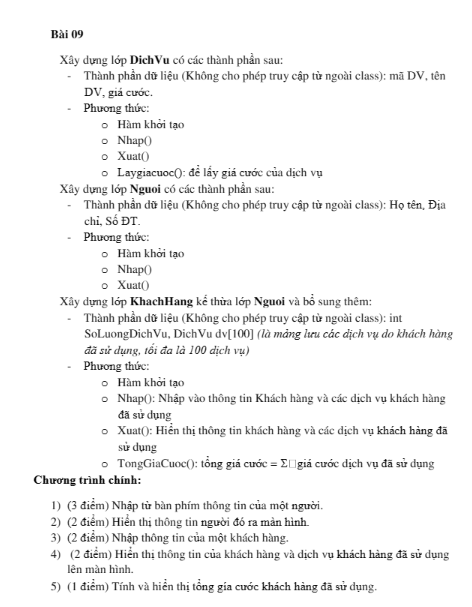 Bài 09
Xây dựng lớp DichVu có các thành phần sau:
- Thành phần dữ liệu (Không cho phép truy cập từ ngoài class): mã DV, tên
DV, giá cước.
- Phương thức:
o Hàm khởi tạo
o Nhap()
o Xuat()
o Laygiacuoc(): để lấy giá cước của dịch vụ
Xây dựng lớp Nguoi có các thành phần sau:
- Thành phần dữ liệu (Không cho phép truy cập từ ngoài class): Họ tên, Địa
chỉ, Số ĐT.
- Phương thức:
o Hàm khởi tạo
o Nhap()
o Xuat()
Xây dựng lớp KhachHang kế thừa lớp Nguoi và bổ sung thêm:
- Thành phần dữ liệu (Không cho phép truy cập từ ngoài class): int
SoLuongDichVu, DichVu dv[100] (là mảng lưu các dịch vụ do khách hàng
đã sử dụng, tối đa là 100 dịch vụ)
- Phương thức:
o Hàm khởi tạo
o Nhap(): Nhập vào thông tin Khách hàng và các dịch vụ khách hàng
đã sử dụng
o Xuat(): Hiển thị thông tin khách hàng và các dịch vụ khách hàng đã
sử dụng
o TongGiaCuoc(): tổng giá cước = Σ□giá cước dịch vụ đã sử dụng
Chương trình chính:
1) (3 điểm) Nhập từ bàn phím thông tin của một người.
2) (2 điểm) Hiển thị thông tin người đó ra màn hình.
3) (2 điểm) Nhập thông tin của một khách hàng.
4) (2 điểm) Hiển thị thông tin của khách hàng và dịch vụ khách hàng đã sử dụng
lên màn hình.
5) (1 điểm) Tính và hiển thị tổng gía cước khách hàng đã sử dụng.